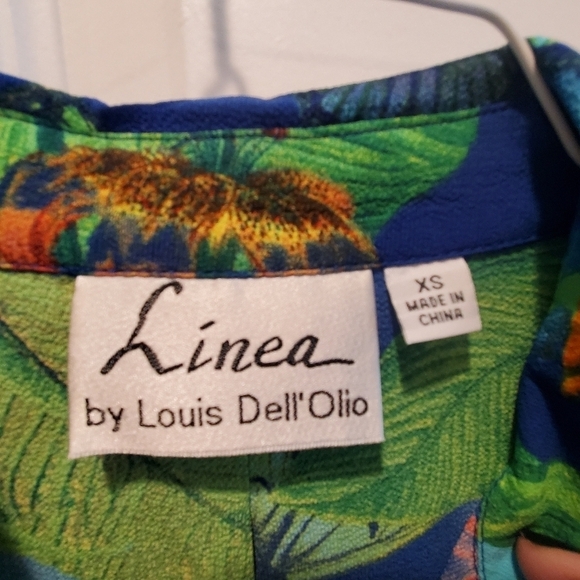 Linea
by Louis Dell'Olio
XS
MADE IN
CHINA